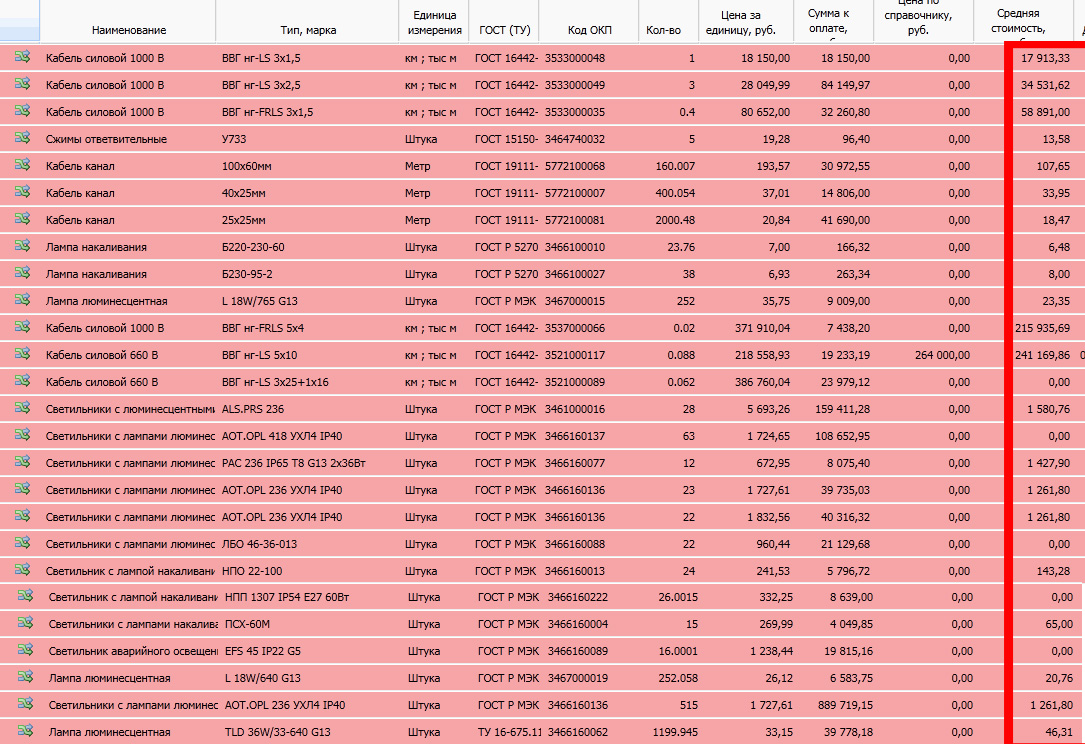 Наименование Тип, марка Единица измерения ГОСТ (ТУ) Код ОКП Кол-во Цена за единицу, руб. Сумма к оплате, Цена по справочнику, руб. Средняя стоимость,
Кабель силовой 1000 В ВВГ нг-LS 3x1,5 км ; тыс м ГОСТ 16442- 3533000048 1 18 150,00 18 150,00 0,00 17 913,33
Кабель силовой 1000 В ВВГ нг-LS 3x2,5 км ; тыс м ГОСТ 16442- 3533000049 3 28 049,99 84 149,97 0,00 34 531,62
Кабель силовой 1000 В ВВГ нг-FRLS 3x1,5 км ; тыс м ГОСТ 16442- 3533000035 0.4 80 652,00 32 260,80 0,00 58 891,00
Сжимы ответвительные У733 Штука ГОСТ 15150- 3464740032 5 19,28 96,40 0,00 13,58
Кабель канал 100х60мм Метр ГОСТ 19111- 5772100068 160.007 193,57 30 972,55 0,00 107,65
Кабель канал 40х25мм Метр ГОСТ 19111- 5772100007 400.054 37,01 14 806,00 0,00 33,95
Кабель канал 25х25мм Метр ГОСТ 19111- 5772100081 2000.48 20,84 41 690,00 0,00 18,47
Лампа накаливания Б220-230-60 Штука ГОСТ Р 5270 3466100010 23.76 7,00 166,32 0,00 6,48
Лампа накаливания Б230-95-2 Штука ГОСТ Р 5270 3466100027 38 6,93 263,34 0,00 8,00
Лампа люминесцентная L 18W/765 G13 Штука ГОСТ Р МЭК 3467000015 252 35,75 9 009,00 0,00 23,35
Кабель силовой 1000 В ВВГ нг-FRLS 5x4 км ; тыс м ГОСТ 16442- 3537000066 0.02 371 910,04 7 438,20 0,00 215 935,69
Кабель силовой 660 В ВВГ нг-LS 5x10 км ; тыс м ГОСТ 16442- 3521000117 0.088 218 558,93 19 233,19 264 000,00 241 169,86
Кабель силовой 660 В ВВГ нг-LS 3x25+1x16 км ; тыс м ГОСТ 16442- 3521000089 0.062 386 760,04 23 979,12 0,00 0,00
Светильники с люминесцентными ALS.PRS 236 Штука ГОСТ Р МЭК 3461000016 28 5 693,26 159 411,28 0,00 1 580,76
Светильники с лампами люминес АОТ.OPL 418 УХЛ4 IP40 Штука ГОСТ Р МЭК 3466160137 63 1 724,65 108 652,95 0,00 0,00
Светильники с лампами люминес РАС 236 IP65 T8 G13 2х36Вт Штука ГОСТ Р МЭК 3466160077 12 672,95 8 075,40 0,00 1 427,90
Светильники с лампами люминес АОТ.OPL 236 УХЛ4 IP40 Штука ГОСТ Р МЭК 3466160136 23 1 727,61 39 735,03 0,00 1 261,80
Светильники с лампами люминес АОТ.OPL 236 УХЛ4 IP40 Штука ГОСТ Р МЭК 3466160136 22 1 832,56 40 316,32 0,00 1 261,80
Светильники с лампами люминес ЛБО 46-36-013 Штука ГОСТ Р МЭК 3466160088 22 960,44 21 129,68 0,00 0,00
Светильник с лампой накаливани НПО 22-100 Штука ГОСТ Р МЭК 3466160013 24 241,53 5 796,72 0,00 143,28
Светильник с лампой накаливани НПП 1307 IP54 E27 60Вт Штука ГОСТ Р МЭК 3466160222 26.0015 332,25 8 639,00 0,00 0,00
Светильники с лампами накалива ПСХ-60М Штука ГОСТ Р МЭК 3466160004 15 269,99 4 049,85 0,00 65,00
Светильник аварийного освещен EFS 45 IP22 G5 Штука ГОСТ Р МЭК 3466160089 16.0001 1 238,44 19 815,16 0,00 0,00
Лампа люминесцентная L 18W/640 G13 Штука ГОСТ Р МЭК 3467000019 252.058 26,12 6 583,75 0,00 20,76
Светильники с лампами люминес АОТ.OPL 236 УХЛ4 IP40 Штука ГОСТ Р МЭК 3466160136 515 1 727,61 889 719,15 0,00 1 261,80
Лампа люминесцентная TLD 36W/33-640 G13 Штука ТУ 16-675.11 3466160062 1199.945 33,15 39 778,18 0,00 46,31